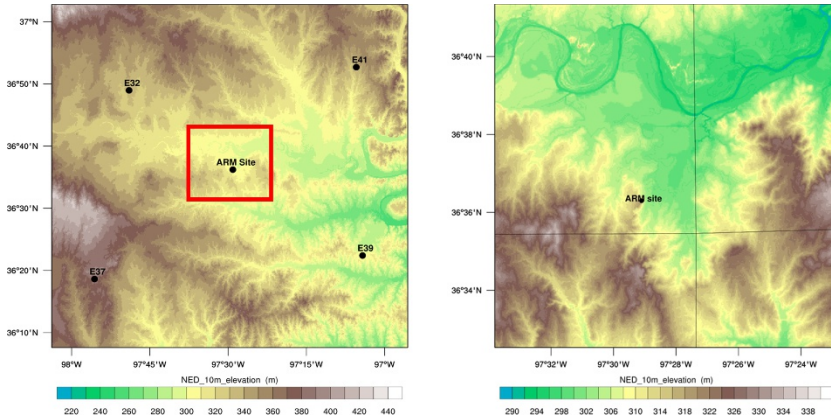 37°N
36°50'N
36°40'N
36°30'N
36°20'N
36°10'N
E32
E41
ARM Site
E39
E37
98°W 97°45'W 97°30'W 97°15'W 97°W
NED_10m_elevation (m)
220 240 260 280 300 320 340 360 380 400 420 440
36°40'N
36°38'N
36°36'N
36°34'N
ARM site
97°32'W 97°30'W 97°28'W 97°26'W 97°24'W
NED_10m_elevation (m)
290 294 298 302 306 310 314 318 322 326 330 334 338